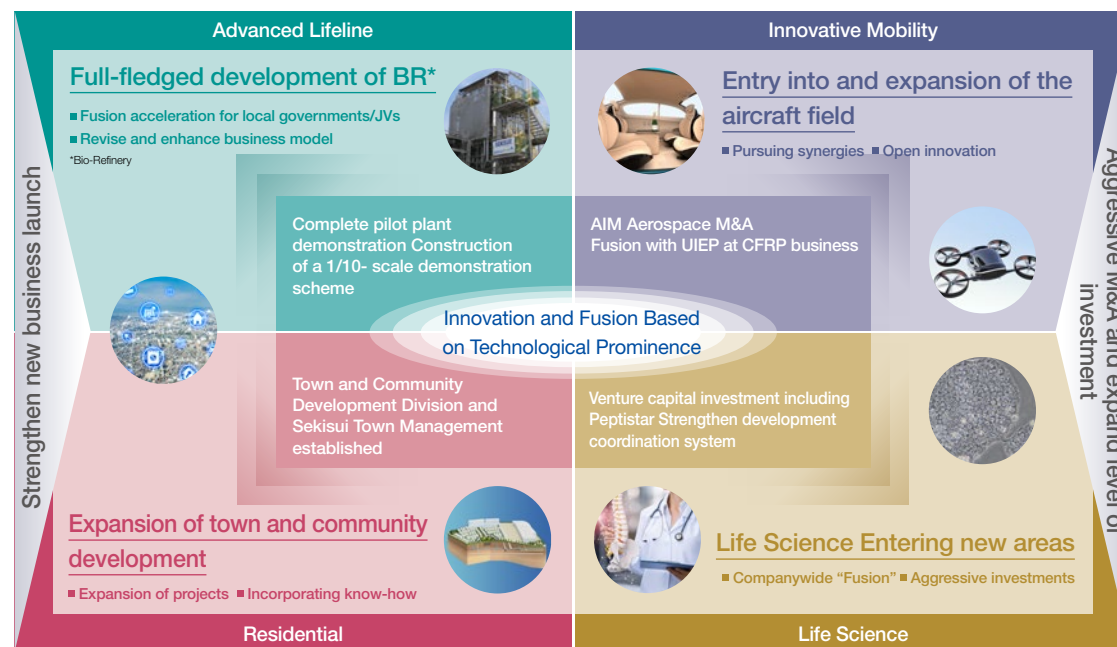 Advanced Lifeline
Full-fledged development of BR*
■ Fusion acceleration for local governments/JVs
■ Revise and enhance business model
*Bio-Refinery
Complete pilot plant
demonstration Construction
of a 1/10- scale demonstration
scheme
Innovative Mobility
Entry into and expansion of the
aircraft field
■ Pursuing synergies ■ Open innovation
AIM Aerospace M&A
Fusion with UIEP at CFRP business
Strengthen new business launch
Innovation and Fusion Based
on Technological Prominence
Aggressive M&A and expand level of
investment
Town and Community
Development Division and
Sekisui Town Management
established
Expansion of town and community
development
■ Expansion of projects ■ Incorporating know-how
Residential
Venture capital investment including
Peptistar Strengthen development
coordination system
Life Science Entering new areas
■ Companywide “Fusion” ■ Aggressive investments
Life Science